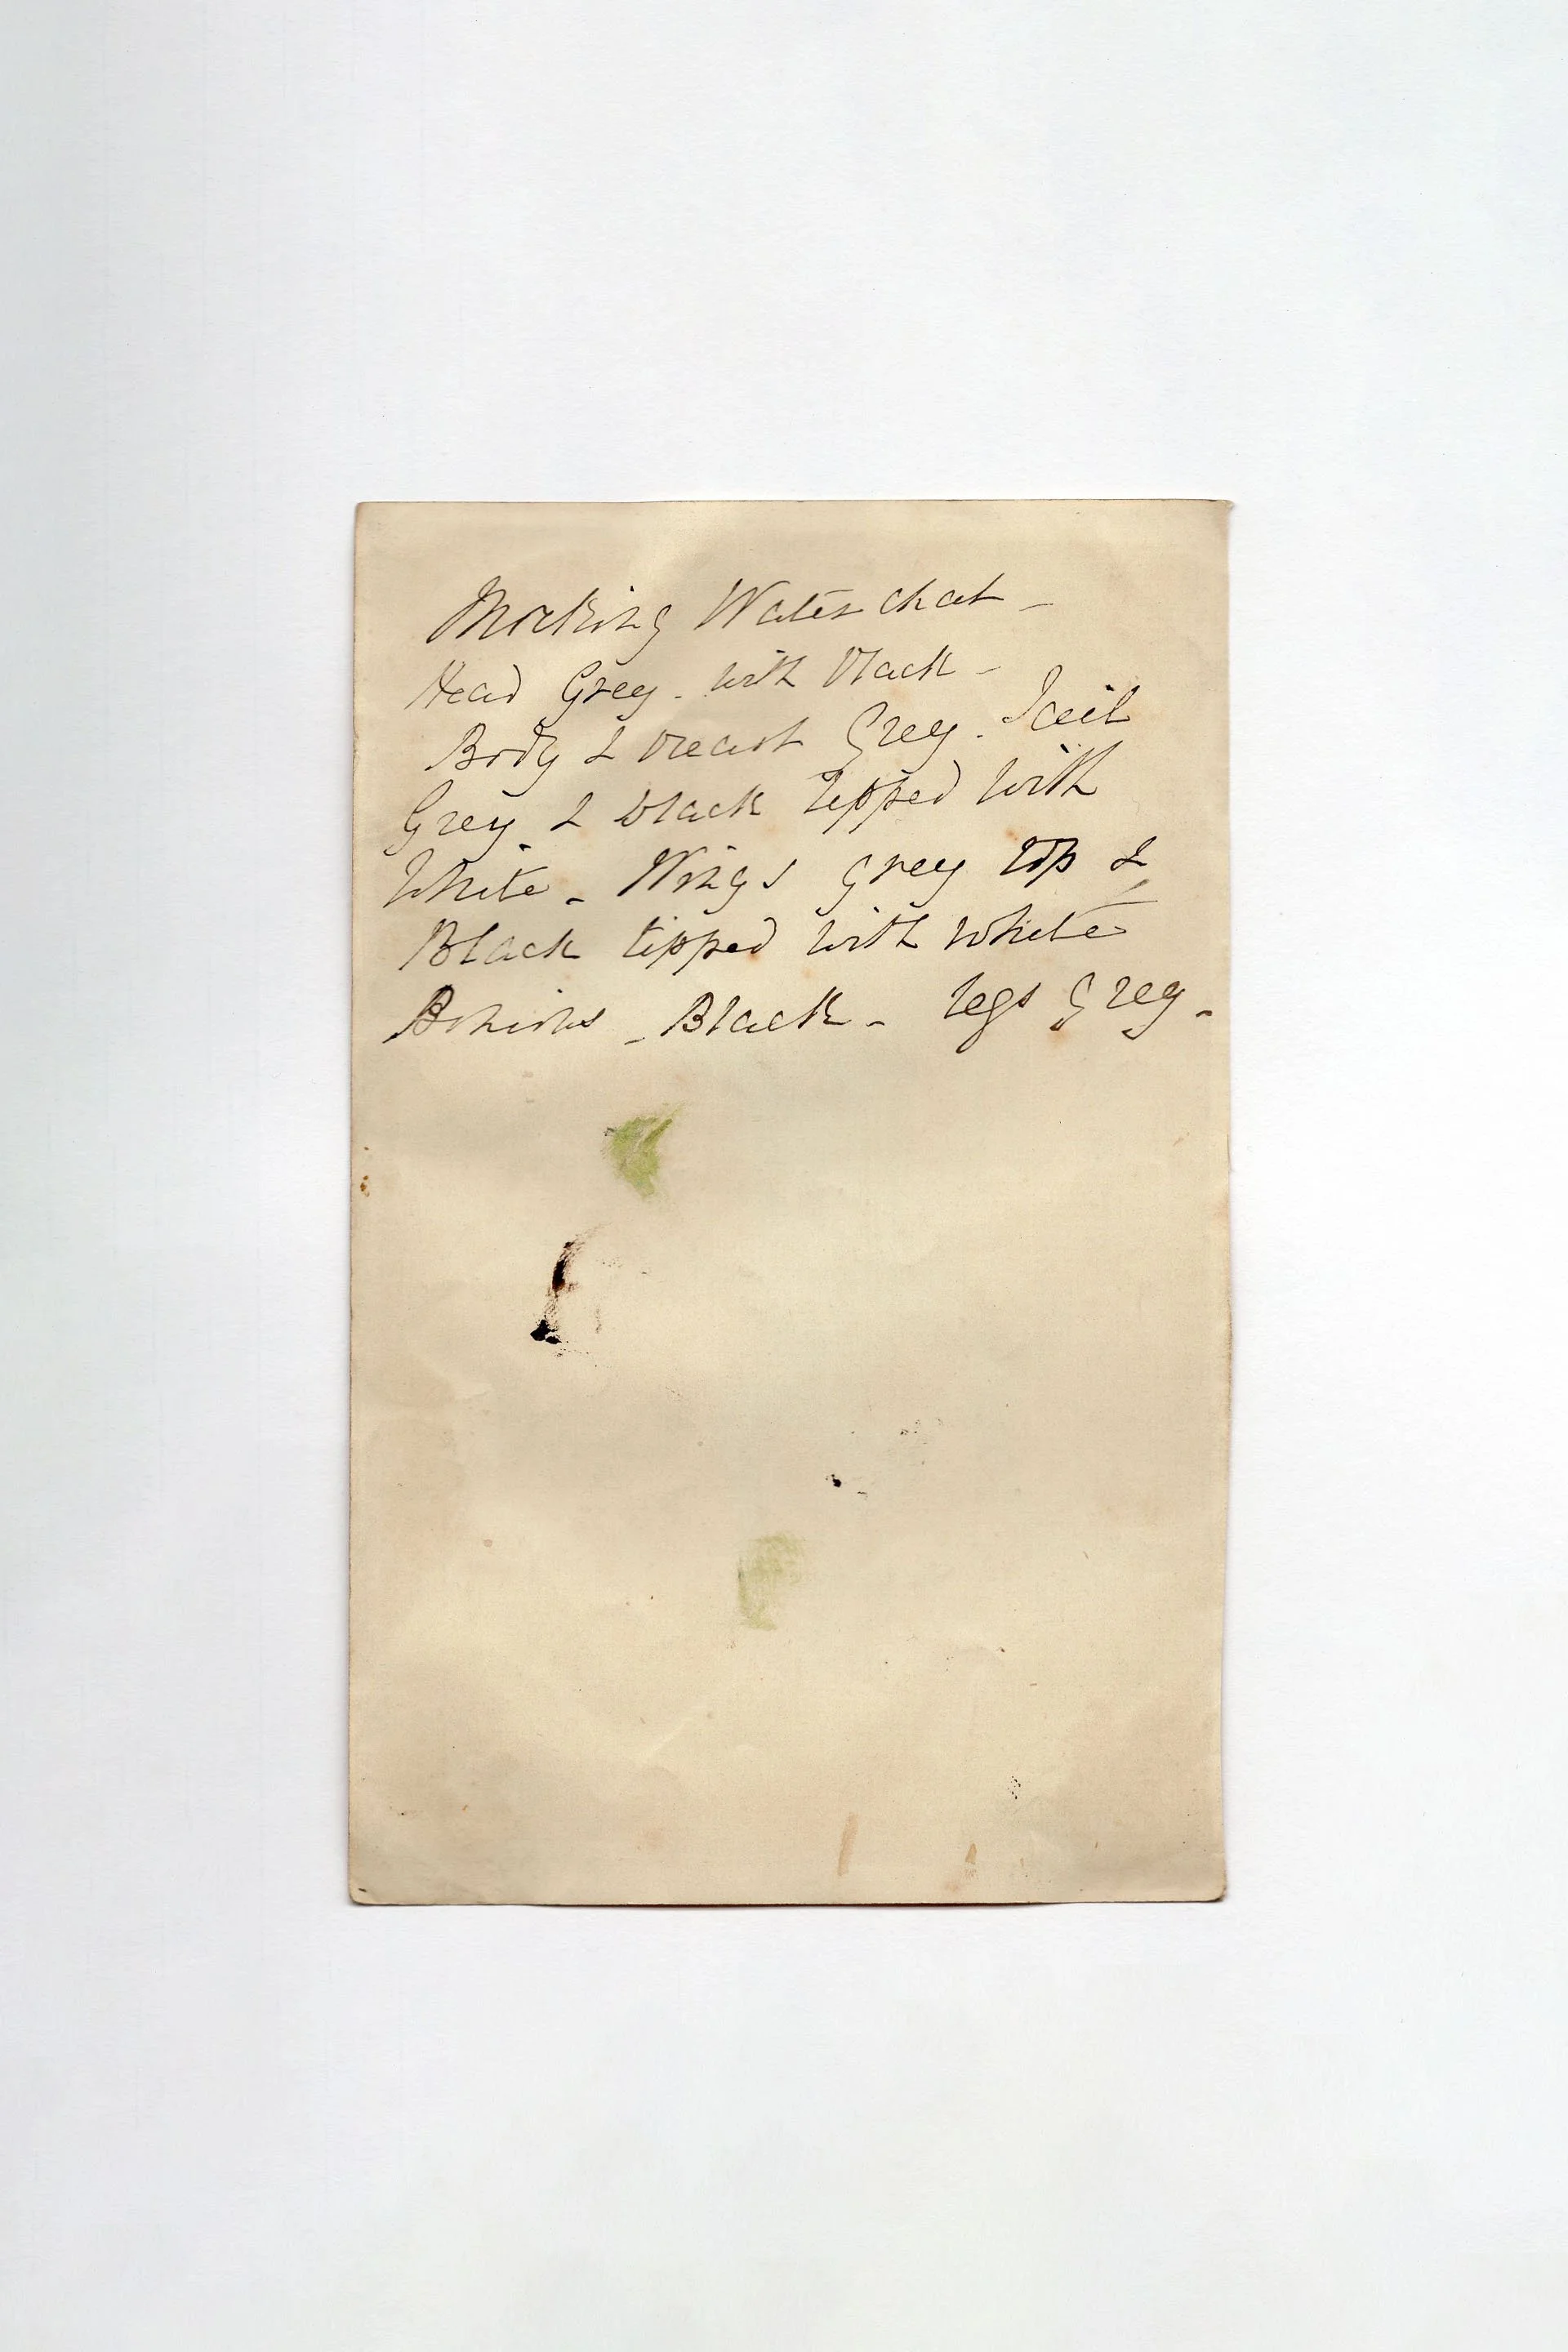 Mocking Water chat -
Head Grey - with black -
Body & breast Grey. Tail
Grey & black tipped with
White - Wings grey top &
Black tipped with white
- Black - legs Grey -